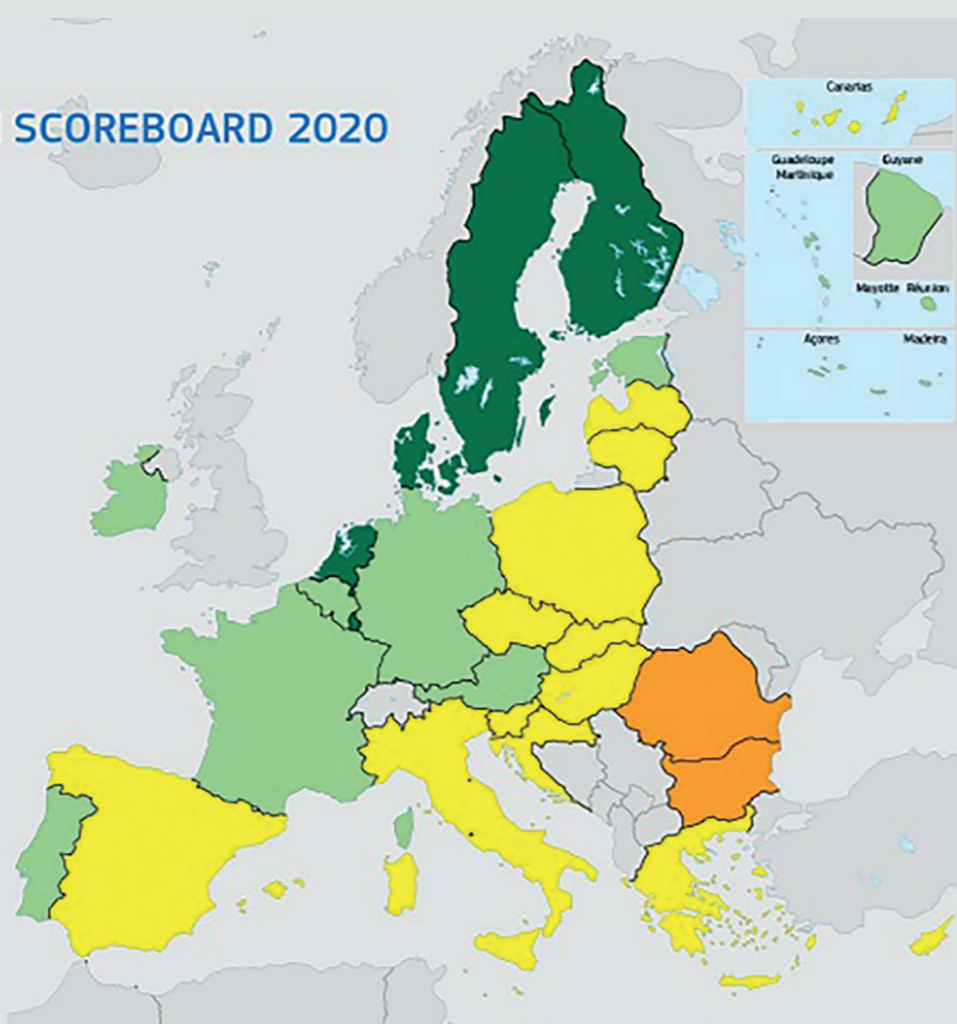 SCOREBOARD 2020
Canarias
Guadeloupe
Martinique
Guyane
Mayotte
Réunion
Açores
Madeira